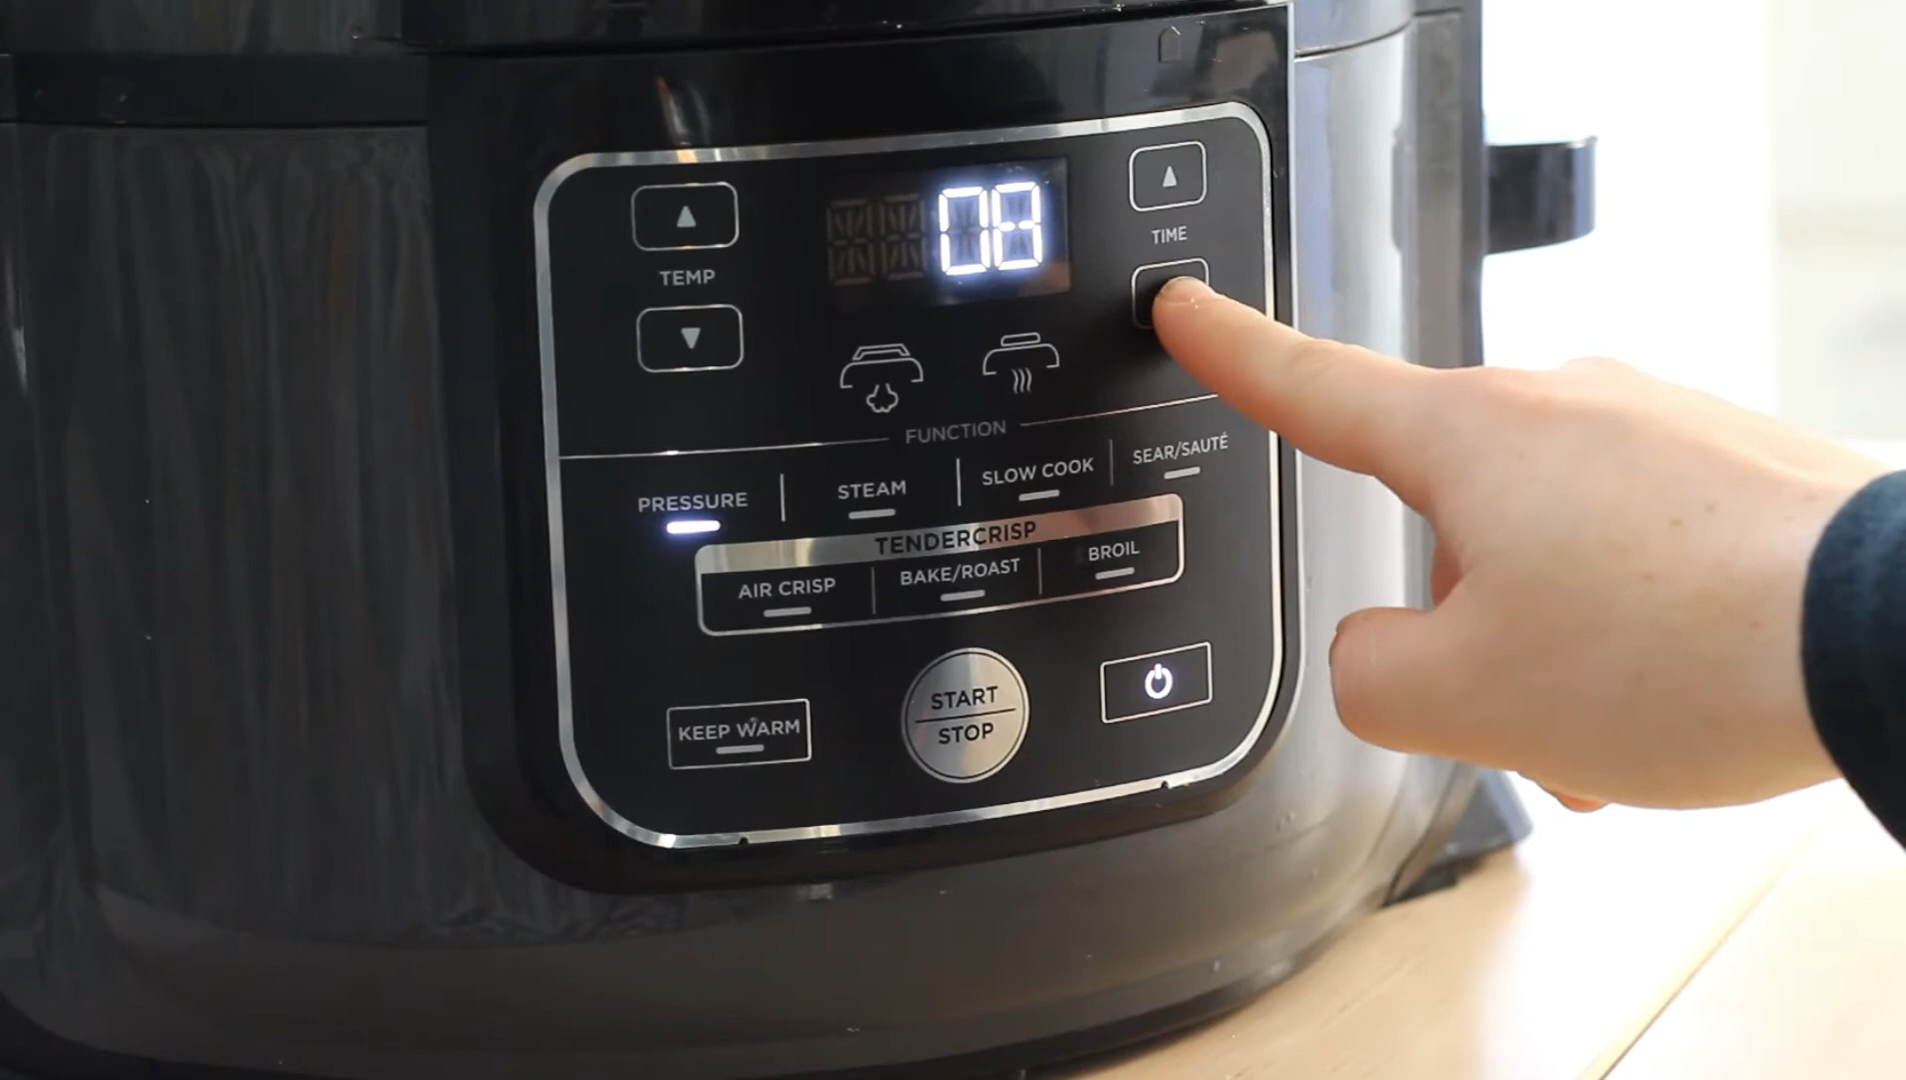 08
TIME
TEMP
FUNCTION
PRESSURE
STEAM
SLOW COOK
SEAR/SAUTÉ
TENDERCRISP
AIR CRISP
BAKE/ROAST
BROIL
KEEP WARM
START
STOP